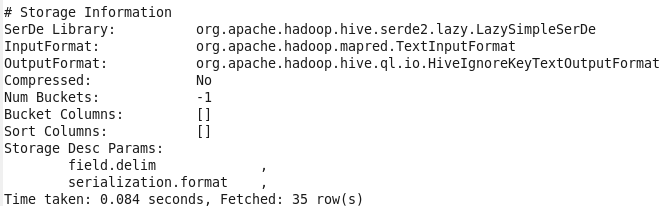 # Storage Information
SerDe Library: org.apache.hadoop.hive.serde2.lazy.LazySimpleSerDe
InputFormat: org.apache.hadoop.mapred.TextInputFormat
OutputFormat: org.apache.hadoop.hive.ql.io.HiveIgnoreKeyTextOutputFormat
Compressed: No
Num Buckets: -1
Bucket Columns: []
Sort Columns: []
Storage Desc Params:
field.delim ,
serialization.format ,
Time taken: 0.084 seconds, Fetched: 35 row(s)